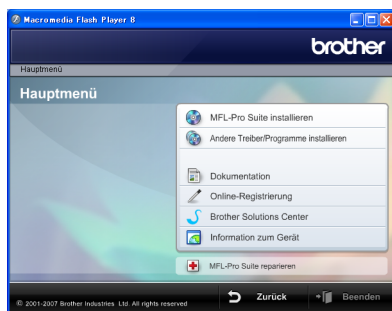 Macromedia Flash Player 8
brother
Hauptmenü
Hauptmenü
MFL-Pro Suite installieren
Andere Treiber/Programme installieren
Dokumentation
Online-Registrierung
Brother Solutions Center
Information zum Gerät
MFL-Pro Suite reparieren
© 2001-2007 Brother Industries Ltd. All rights reserved
Zurück
Beenden